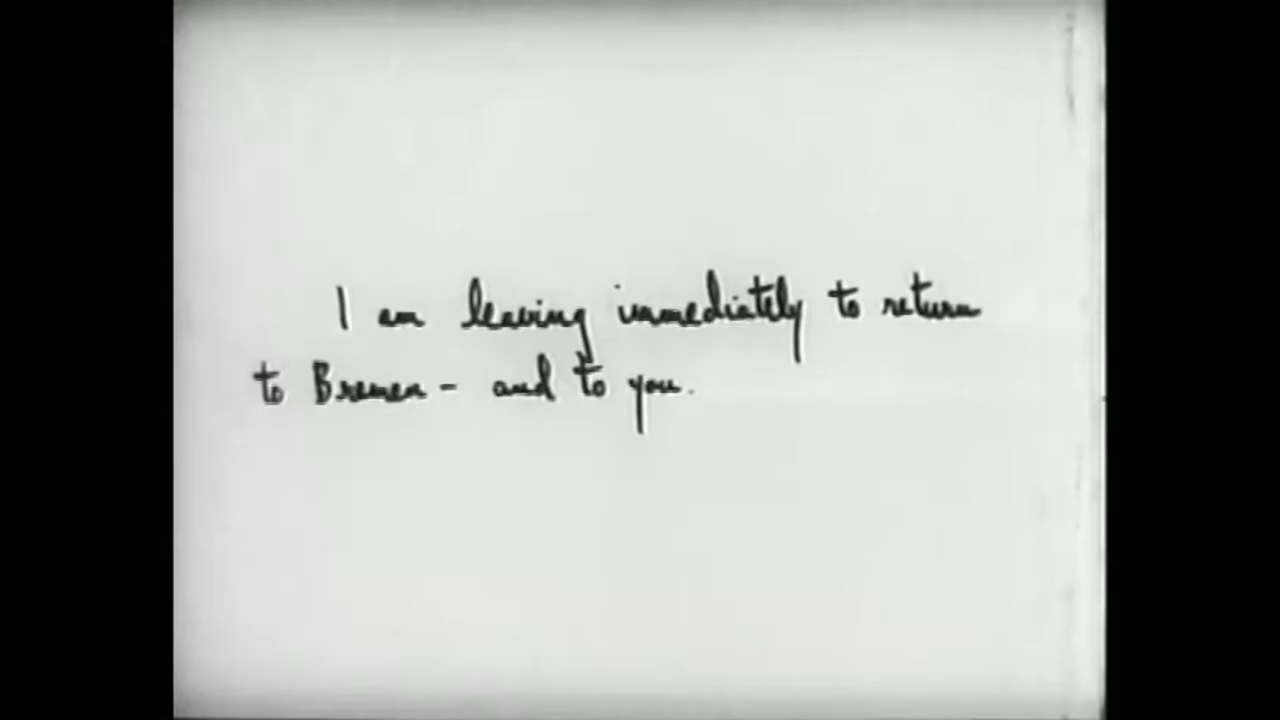 I am leaving immediately to return
to Bremen - and to you.